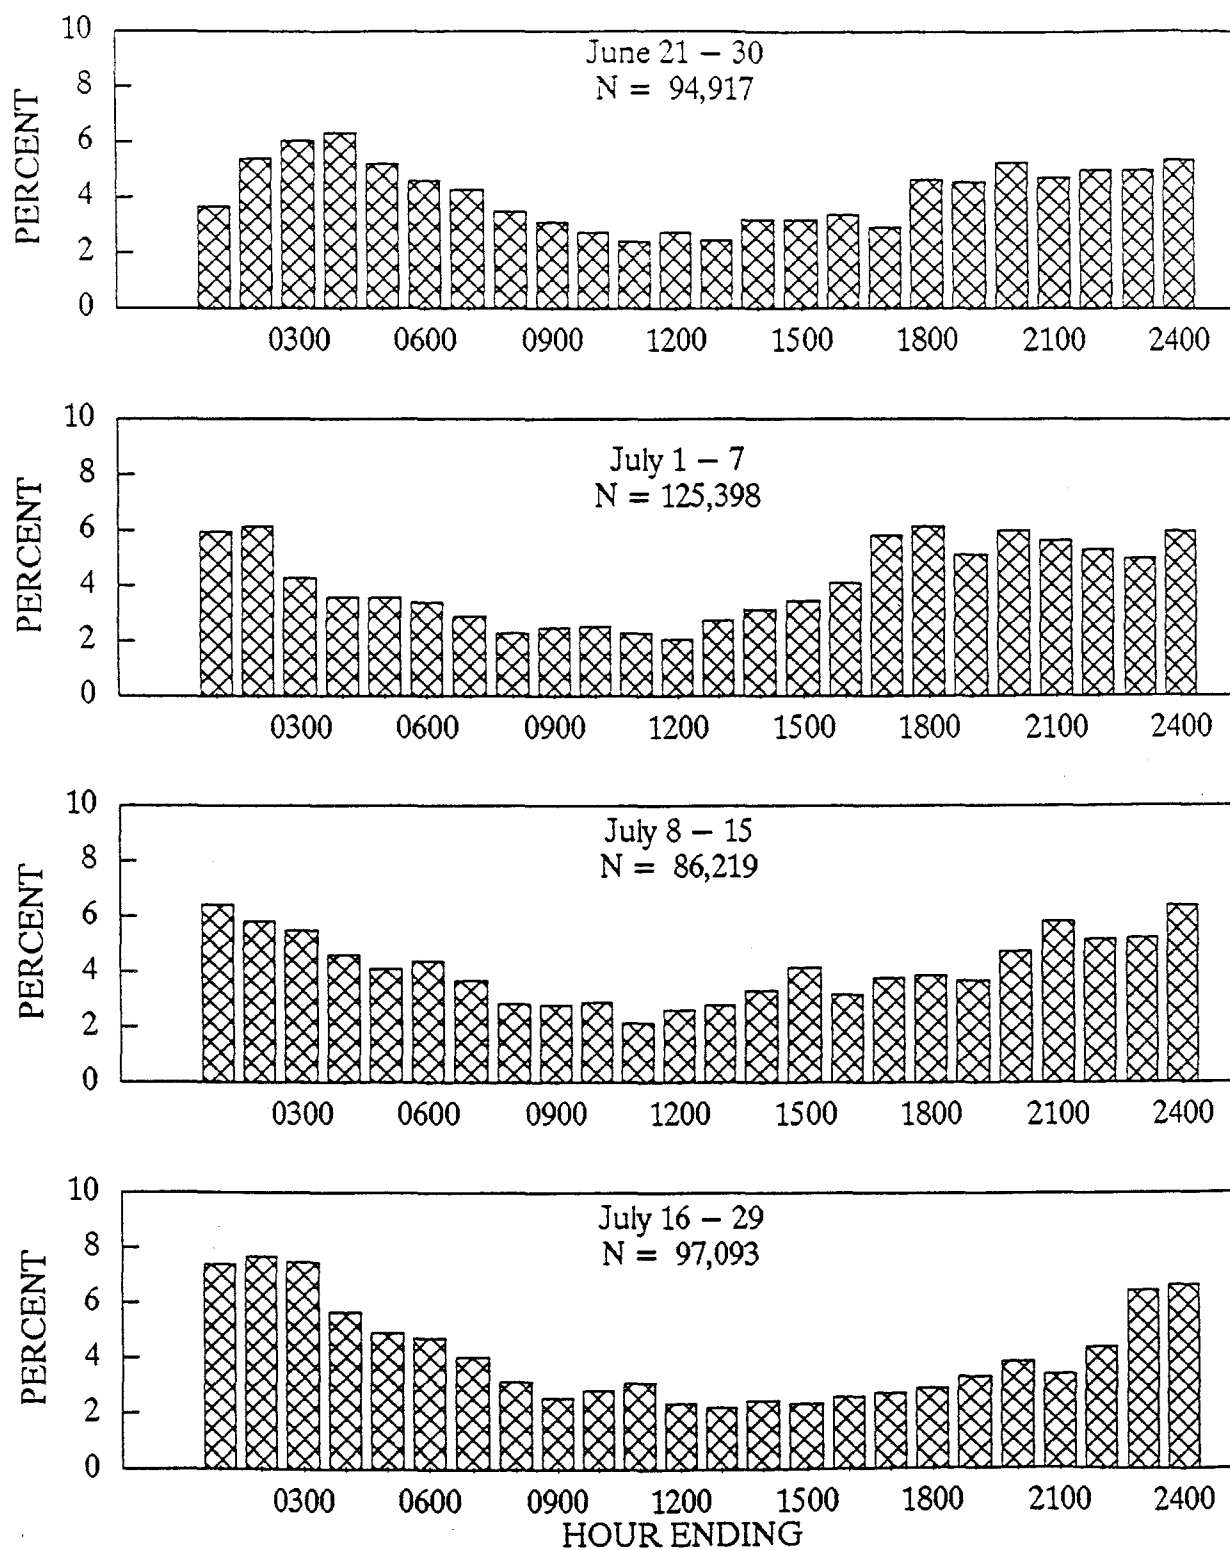 June 21 – 30
N = 94,917
PERCENT
10
8
6
4
2
0
0300 0600 0900 1200 1500 1800 2100 2400
July 1 – 7
N = 125,398
PERCENT
10
8
6
4
2
0
0300 0600 0900 1200 1500 1800 2100 2400
July 8 – 15
N = 86,219
PERCENT
10
8
6
4
2
0
0300 0600 0900 1200 1500 1800 2100 2400
July 16 – 29
N = 97,093
PERCENT
10
8
6
4
2
0
0300 0600 0900 1200 1500 1800 2100 2400
HOUR ENDING